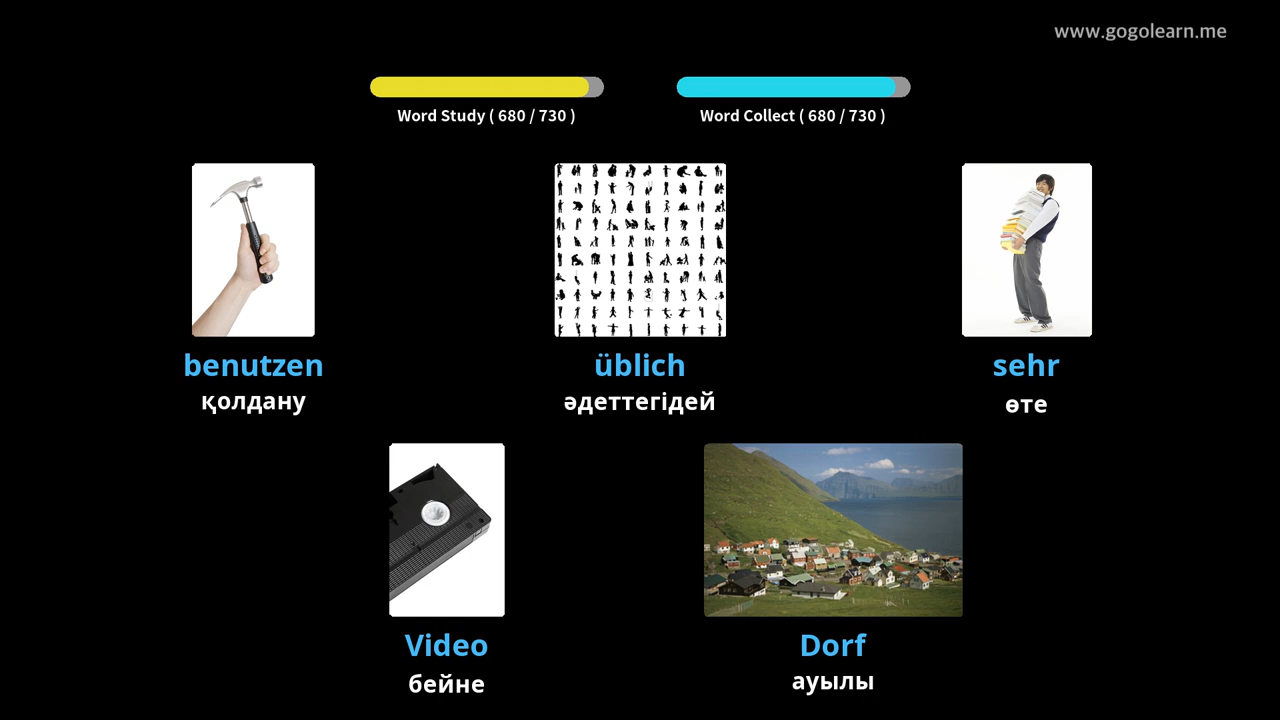 www.gogolearn.me
Word Study ( 680 / 730 )
Word Collect ( 680 / 730 )
benutzen
қолдану
üblich
әдеттегідей
sehr
өте
Video
бейне
Dorf
ауылы